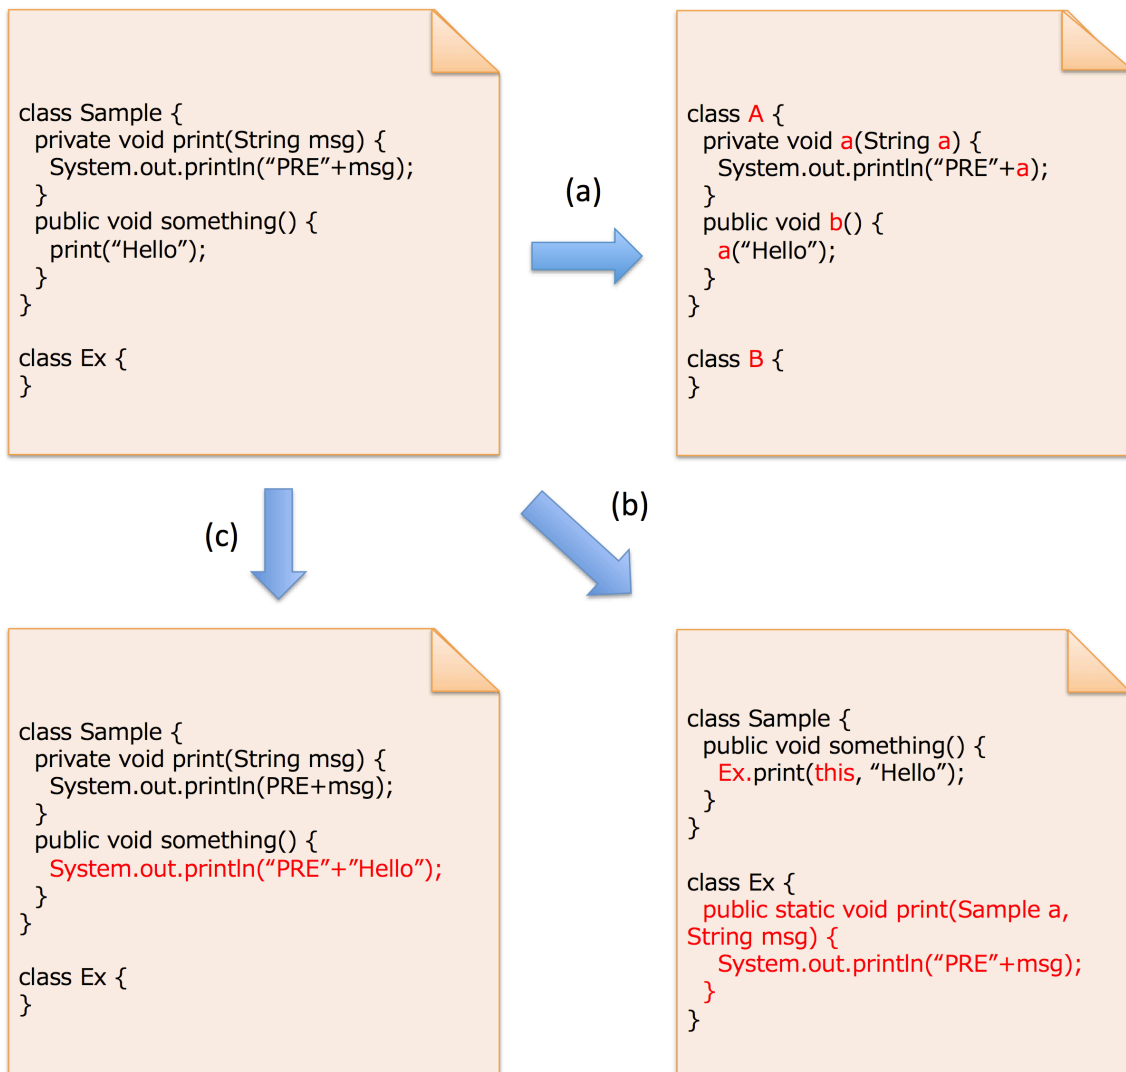 class Sample {
private void print(String msg) {
System.out.println(“PRE”+msg);
}
public void something() {
print(“Hello”);
}
}
class Ex {
}
(a)
class A {
private void a(String a) {
System.out.println(“PRE”+a);
}
public void b() {
a(“Hello”);
}
}
class B {
}
(c)
(b)
class Sample {
private void print(String msg) {
System.out.println(PRE+msg);
}
public void something() {
System.out.println(“PRE”+”Hello”);
}
}
class Ex {
}
class Sample {
public void something() {
Ex.print(this, “Hello”);
}
}
class Ex {
public static void print(Sample a,
String msg) {
System.out.println(“PRE”+msg);
}
}